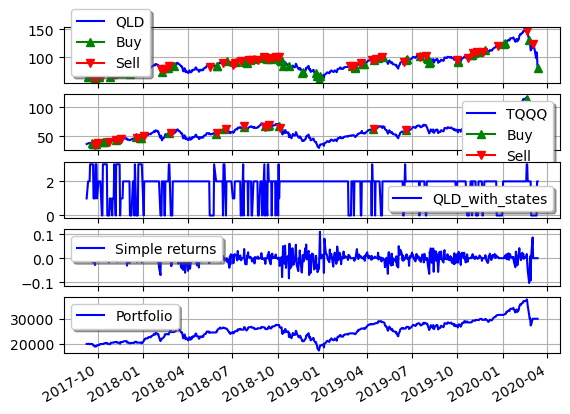 150
100
QLD
Buy
Sell
100
50
TQQQ
Buy
Sell
2
0
QLD_with_states
0.1
0.0
−0.1
Simple returns
30000
20000
Portfolio
2017-10 2018-01 2018-04 2018-07 2018-10 2019-01 2019-04 2019-07 2019-10 2020-01 2020-04